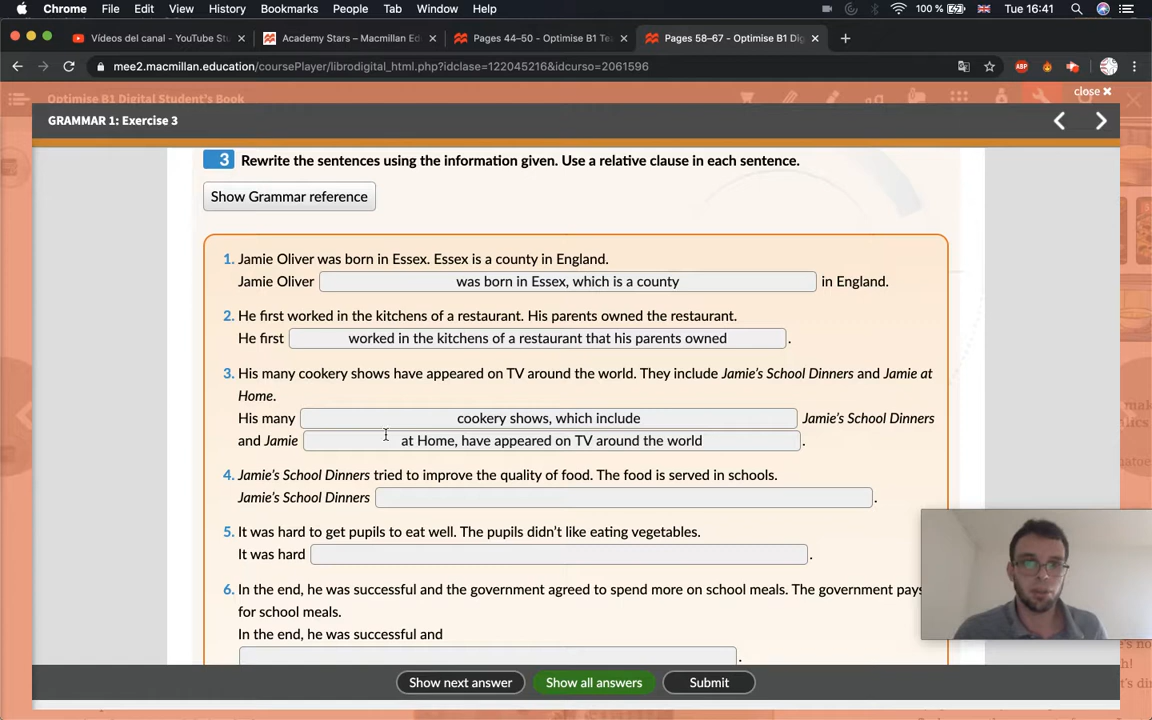 Chrome File Edit View History Bookmarks People Tab Window Help 100 % Tue 16:41
Vídeos del canal - YouTube Stu
Academy Stars – Macmillan Ed
Pages 44–50 - Optimise B1 Te
Pages 58–67 - Optimise B1 Dig
mee2.macmillan.education/coursePlayer/librodigital_html.php?idclase=122045216&idcurso=2061596
ABP
close ×
Optimise B1 Digital Student's Book
GRAMMAR 1: Exercise 3
3 Rewrite the sentences using the information given. Use a relative clause in each sentence.
Show Grammar reference
1. Jamie Oliver was born in Essex. Essex is a county in England.
Jamie Oliver was born in Essex, which is a county in England.
2. He first worked in the kitchens of a restaurant. His parents owned the restaurant.
He first worked in the kitchens of a restaurant that his parents owned .
3. His many cookery shows have appeared on TV around the world. They include Jamie's School Dinners and Jamie at
Home.
His many cookery shows, which include Jamie's School Dinners
and Jamie at Home, have appeared on TV around the world .
4. Jamie's School Dinners tried to improve the quality of food. The food is served in schools.
Jamie's School Dinners .
5. It was hard to get pupils to eat well. The pupils didn't like eating vegetables.
It was hard .
6. In the end, he was successful and the government agreed to spend more on school meals. The government pays
for school meals.
In the end, he was successful and
.
Show next answer
Show all answers
Submit